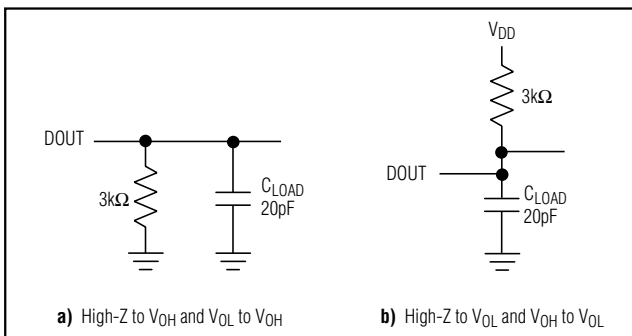 DOUT
3kΩ
CLOAD
20pF
a) High-Z to VOH and VOL to VOH
VDD
3kΩ
DOUT
CLOAD
20pF
b) High-Z to VOL and VOH to VOL